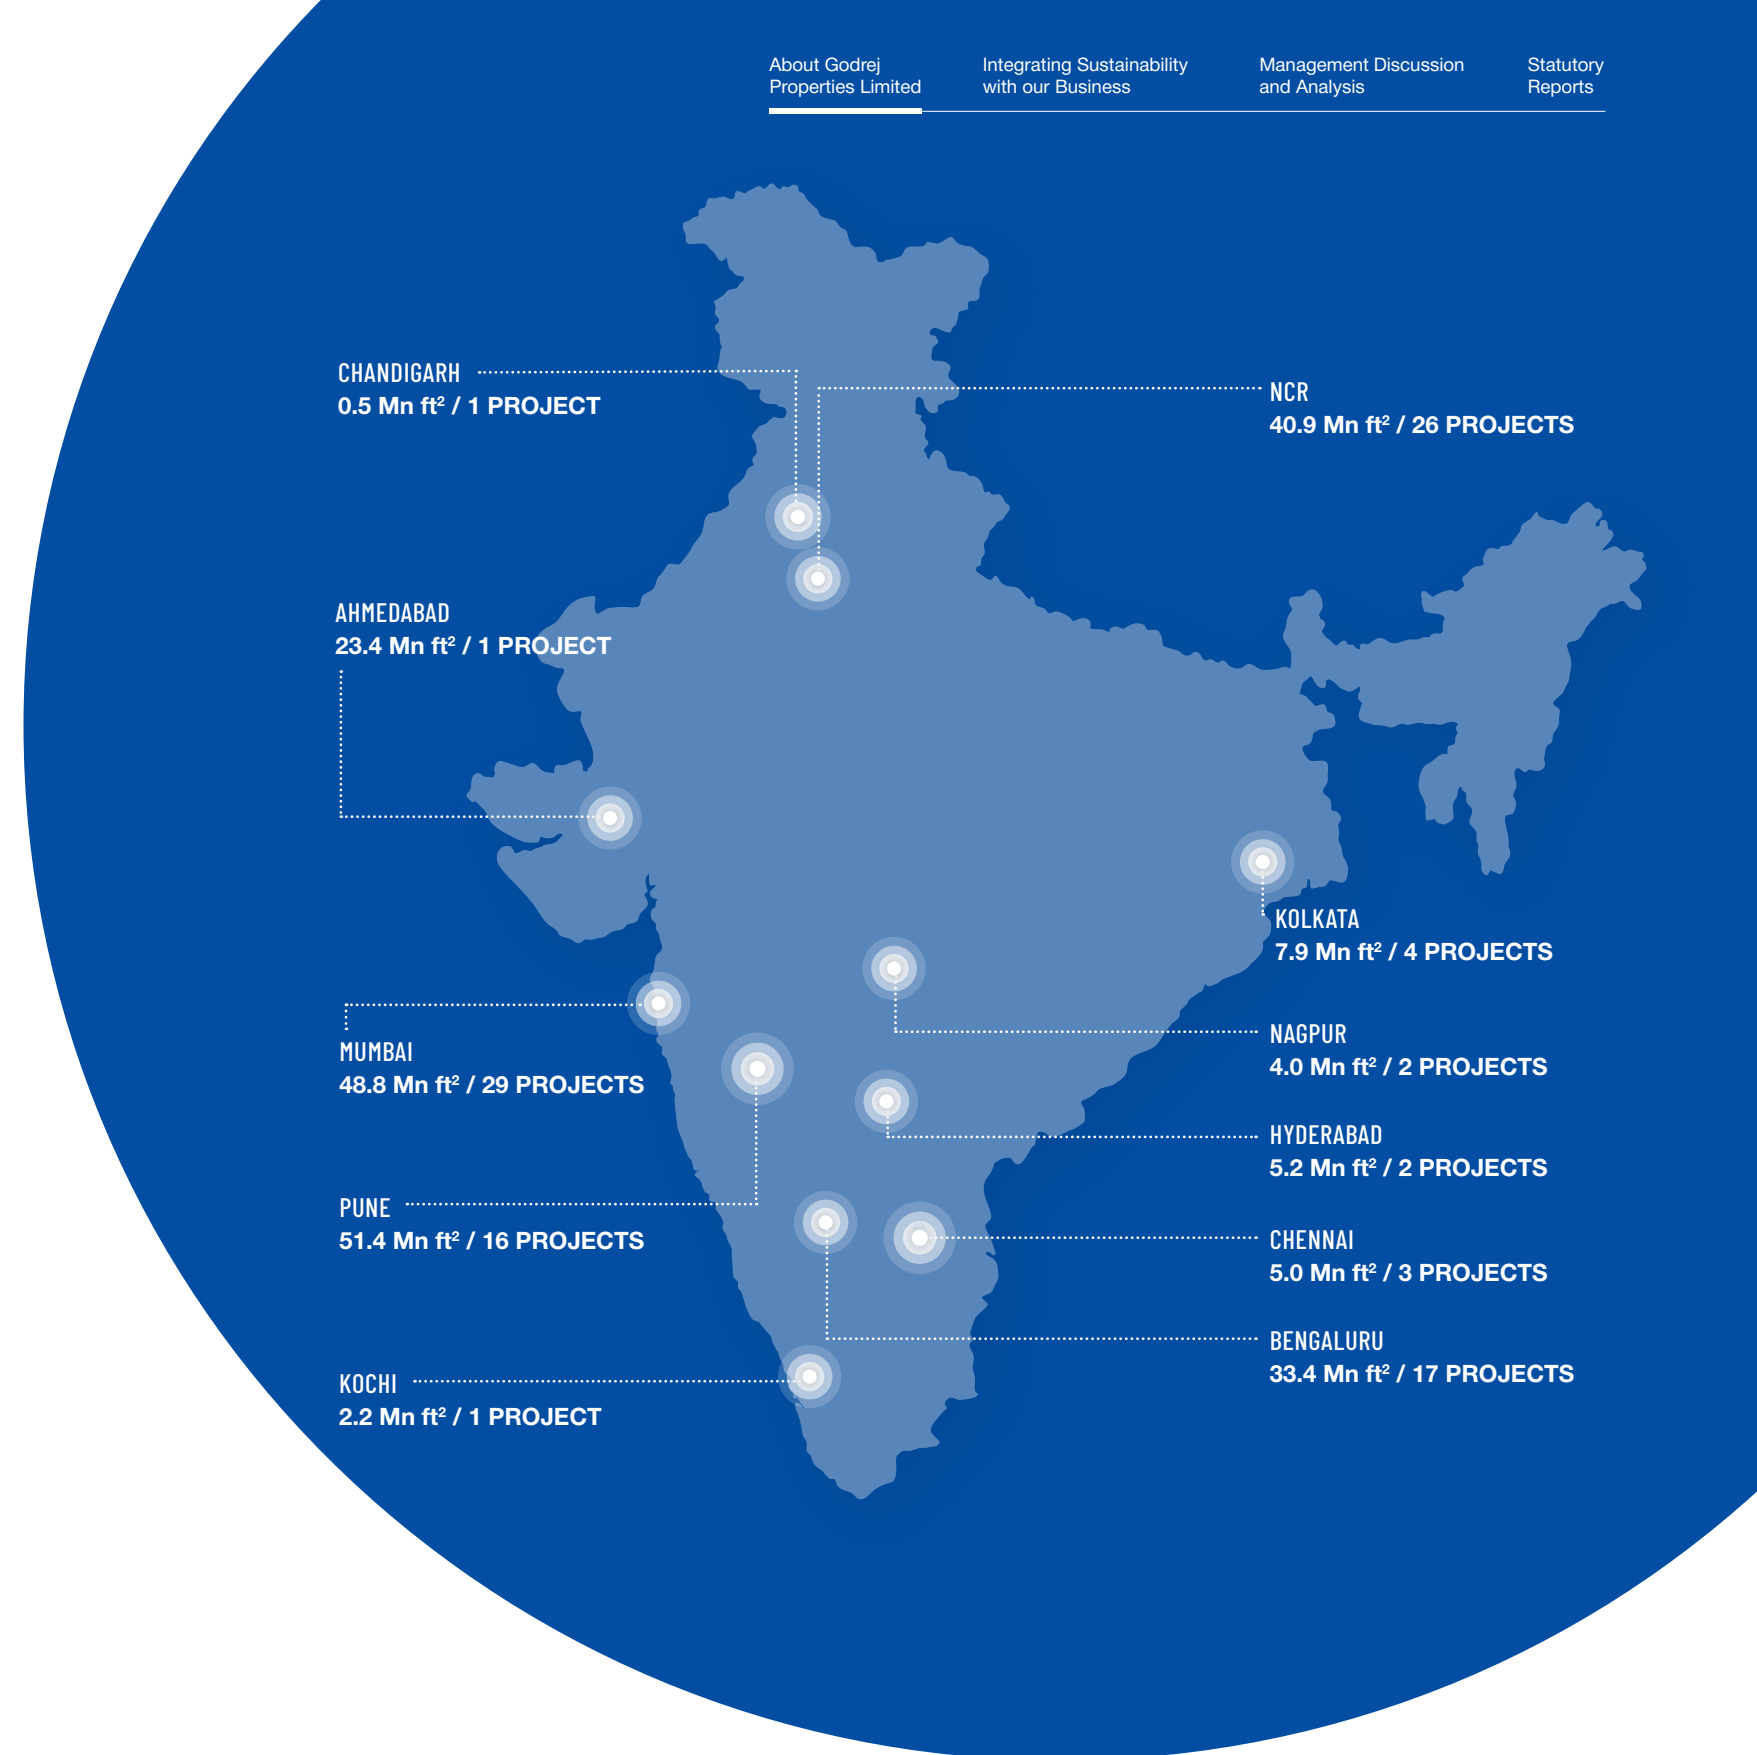 About Godrej
Properties Limited
Integrating Sustainability
with our Business
Management Discussion
and Analysis
Statutory
Reports
CHANDIGARH
0.5 Mn ft² / 1 PROJECT
NCR
40.9 Mn ft² / 26 PROJECTS
AHMEDABAD
23.4 Mn ft² / 1 PROJECT
KOLKATA
7.9 Mn ft² / 4 PROJECTS
NAGPUR
4.0 Mn ft² / 2 PROJECTS
MUMBAI
48.8 Mn ft² / 29 PROJECTS
HYDERABAD
5.2 Mn ft² / 2 PROJECTS
PUNE
51.4 Mn ft² / 16 PROJECTS
CHENNAI
5.0 Mn ft² / 3 PROJECTS
BENGALURU
33.4 Mn ft² / 17 PROJECTS
KOCHI
2.2 Mn ft² / 1 PROJECT